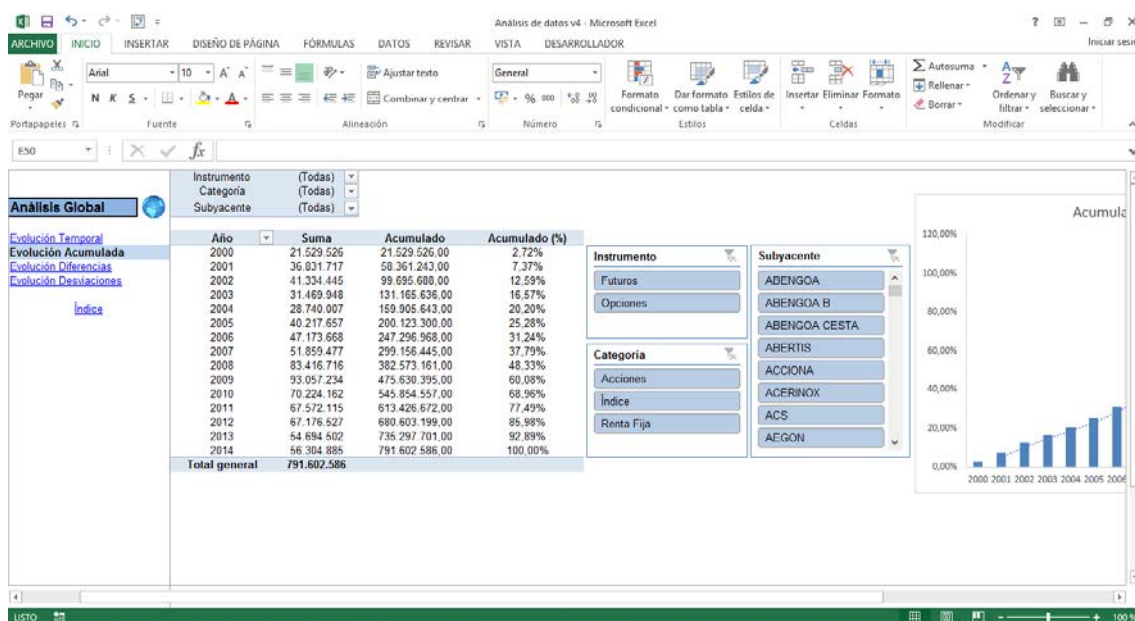 Análisis de datos v4 - Microsoft Excel
ARCHIVO INICIO INSERTAR DISEÑO DE PÁGINA FÓRMULAS DATOS REVISAR VISTA DESARROLLADOR
Iniciar sesi
Pegar
Arial 10
N K S
Ajustar texto
Combinar y centrar
General
% 000
Formato condicional
Dar formato como tabla
Estilos de celda
Insertar Eliminar Formato
Autosuma
Rellenar
Borrar
Ordenar y filtrar
Buscar y seleccionar
Portapapeles Fuente Alineación Número Estilos Celdas Modificar
E50 fx
Instrumento (Todas)
Categoría (Todas)
Subyacente (Todas)
Análisis Global
Evolución Temporal
Evolución Acumulada
Evolución Diferencias
Evolución Desviaciones
Índice
Año Suma Acumulado Acumulado (%)
2000 21.529.526 21.529.526,00 2,72%
2001 36.831.717 58.361.243,00 7,37%
2002 41.334.445 99.695.688,00 12,59%
2003 31.469.948 131.165.636,00 16,57%
2004 28.740.007 159.905.643,00 20,20%
2005 40.217.657 200.123.300,00 25,28%
2006 47.173.668 247.296.968,00 31,24%
2007 51.859.477 299.156.445,00 37,79%
2008 83.416.716 382.573.161,00 48,33%
2009 93.057.234 475.630.395,00 60,08%
2010 70.224.162 545.854.557,00 68,96%
2011 67.572.115 613.426.672,00 77,49%
2012 67.176.527 680.603.199,00 85,98%
2013 54.694.502 735.297.701,00 92,89%
2014 56.304.885 791.602.586,00 100,00%
Total general 791.602.586
Instrumento
Futuros
Opciones
Categoría
Acciones
Índice
Renta Fija
Subyacente
ABENGOA
ABENGOA B
ABENGOA CESTA
ABERTIS
ACCIONA
ACERINOX
ACS
AEGON
Acumula
120,00%
100,00%
80,00%
60,00%
40,00%
20,00%
0,00%
2000 2001 2002 2003 2004 2005 2006
LISTO
100 %